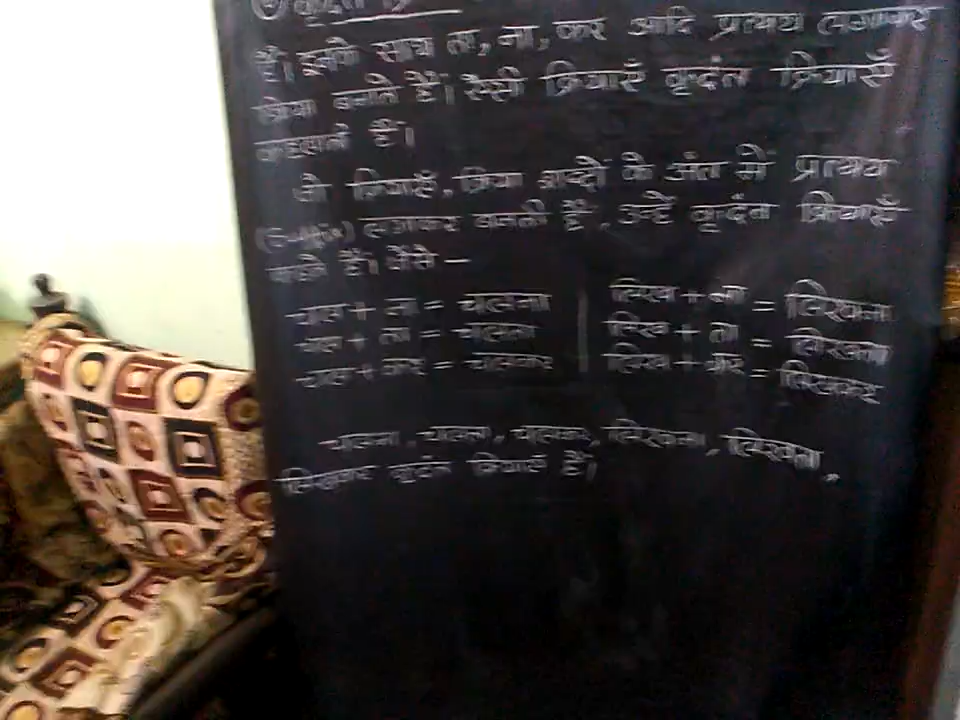 कृदंत
हैं। इनके साथ ता, ना, कर आदि प्रत्यय लगाकर
क्रिया बनाते हैं। ऐसी क्रियाएँ कृदंत क्रियाएँ
कहलाती हैं।
जो क्रियाएँ, क्रिया शब्दों के अंत में प्रत्यय
लगाकर बनती हैं, उन्हें कृदंत क्रियाएँ
कहते हैं। जैसे –
चल + ना = चलना | लिख + ना = लिखना
चल + ता = चलता | लिख + ता = लिखता
चल + कर = चलकर | लिख + कर = लिखकर
चलना, चलता, चलकर, लिखना, लिखता,
लिखकर कृदंत क्रियाएँ हैं।